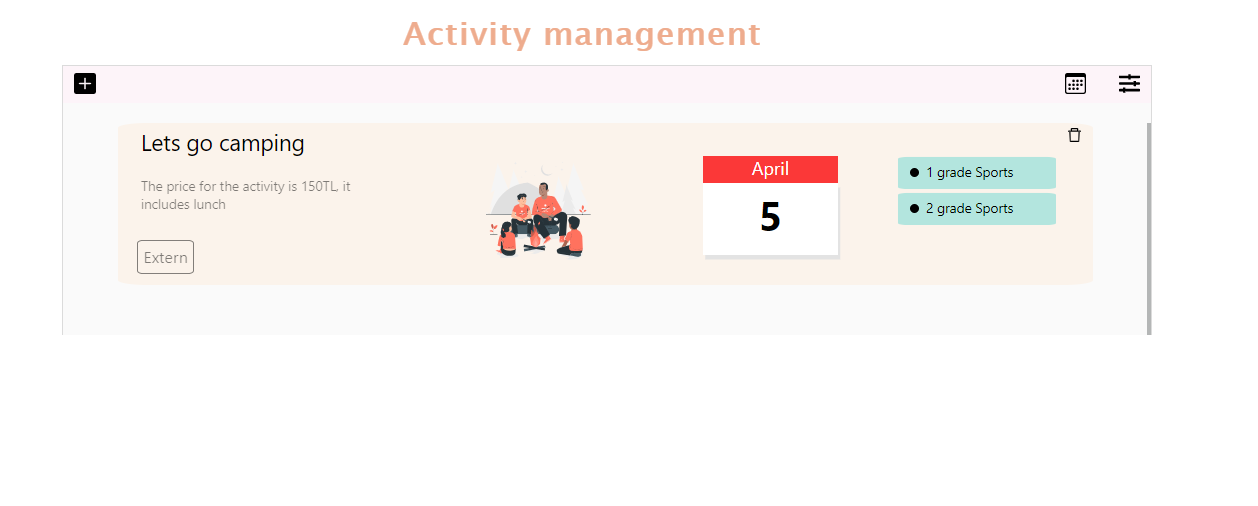 Activity management
Lets go camping
The price for the activity is 150TL, it
includes lunch
Extern
April
5
1 grade Sports
2 grade Sports